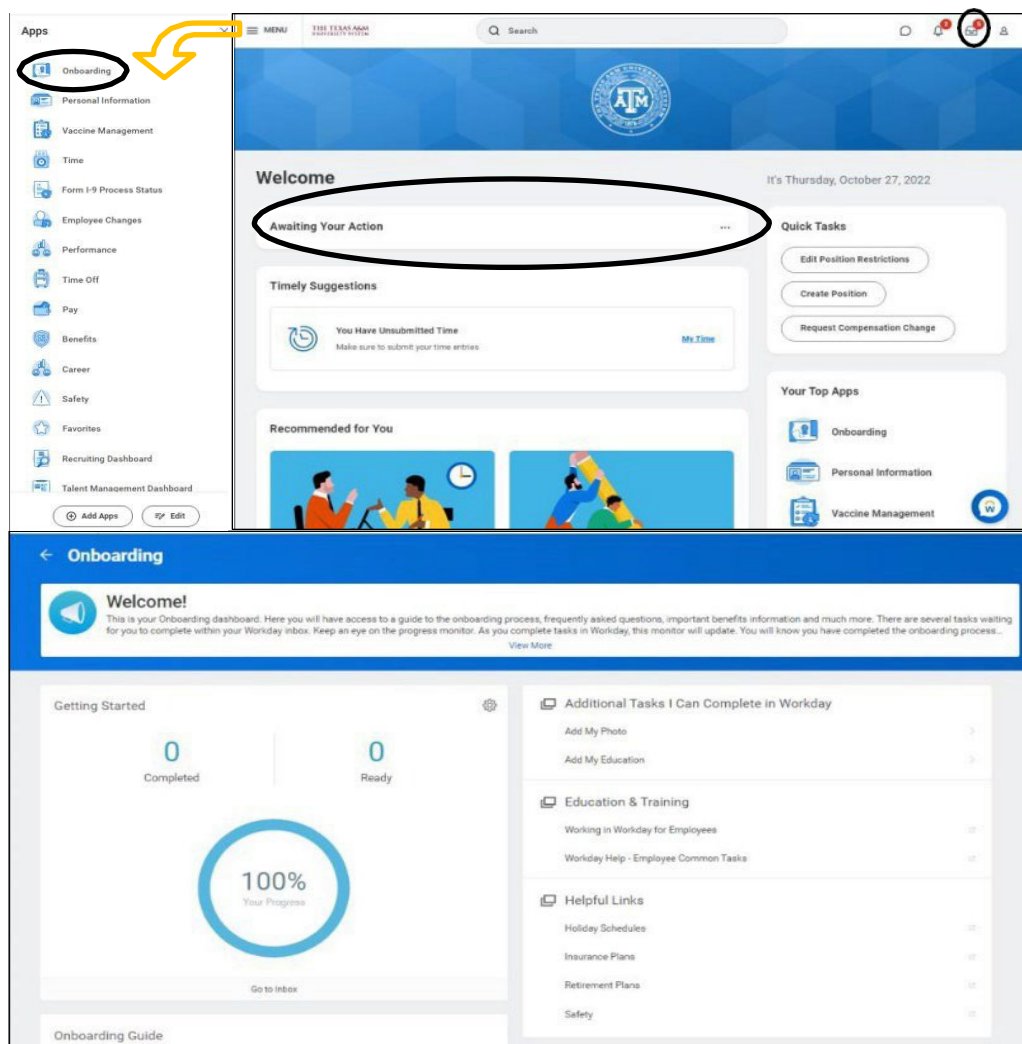 Apps
Onboarding
Personal Information
Vaccine Management
Time
Form I-9 Process Status
Employee Changes
Performance
Time Off
Pay
Benefits
Career
Safety
Favorites
Recruiting Dashboard
Talent Management Dashboard
Add Apps
Edit
MENU
THE TEXAS A&M
UNIVERSITY SYSTEM
Search
Welcome
It's Thursday, October 27, 2022
Awaiting Your Action
Timely Suggestions
You Have Unsubmitted Time
Make sure to submit your time entries
My Time
Recommended for You
Quick Tasks
Edit Position Restrictions
Create Position
Request Compensation Change
Your Top Apps
Onboarding
Personal Information
Vaccine Management
Onboarding
Welcome!
This is your Onboarding dashboard. Here you will have access to a guide to the onboarding process, frequently asked questions, important benefits information and much more. There are several tasks waiting
for you to complete within your Workday inbox. Keep an eye on the progress monitor. As you complete tasks in Workday, this monitor will update. You will know you have completed the onboarding process...
View More
Getting Started
0
Completed
0
Ready
100%
Your Progress
Go to Inbox
Onboarding Guide
Additional Tasks I Can Complete in Workday
Add My Photo
Add My Education
Education & Training
Working in Workday for Employees
Workday Help - Employee Common Tasks
Helpful Links
Holiday Schedules
Insurance Plans
Retirement Plans
Safety